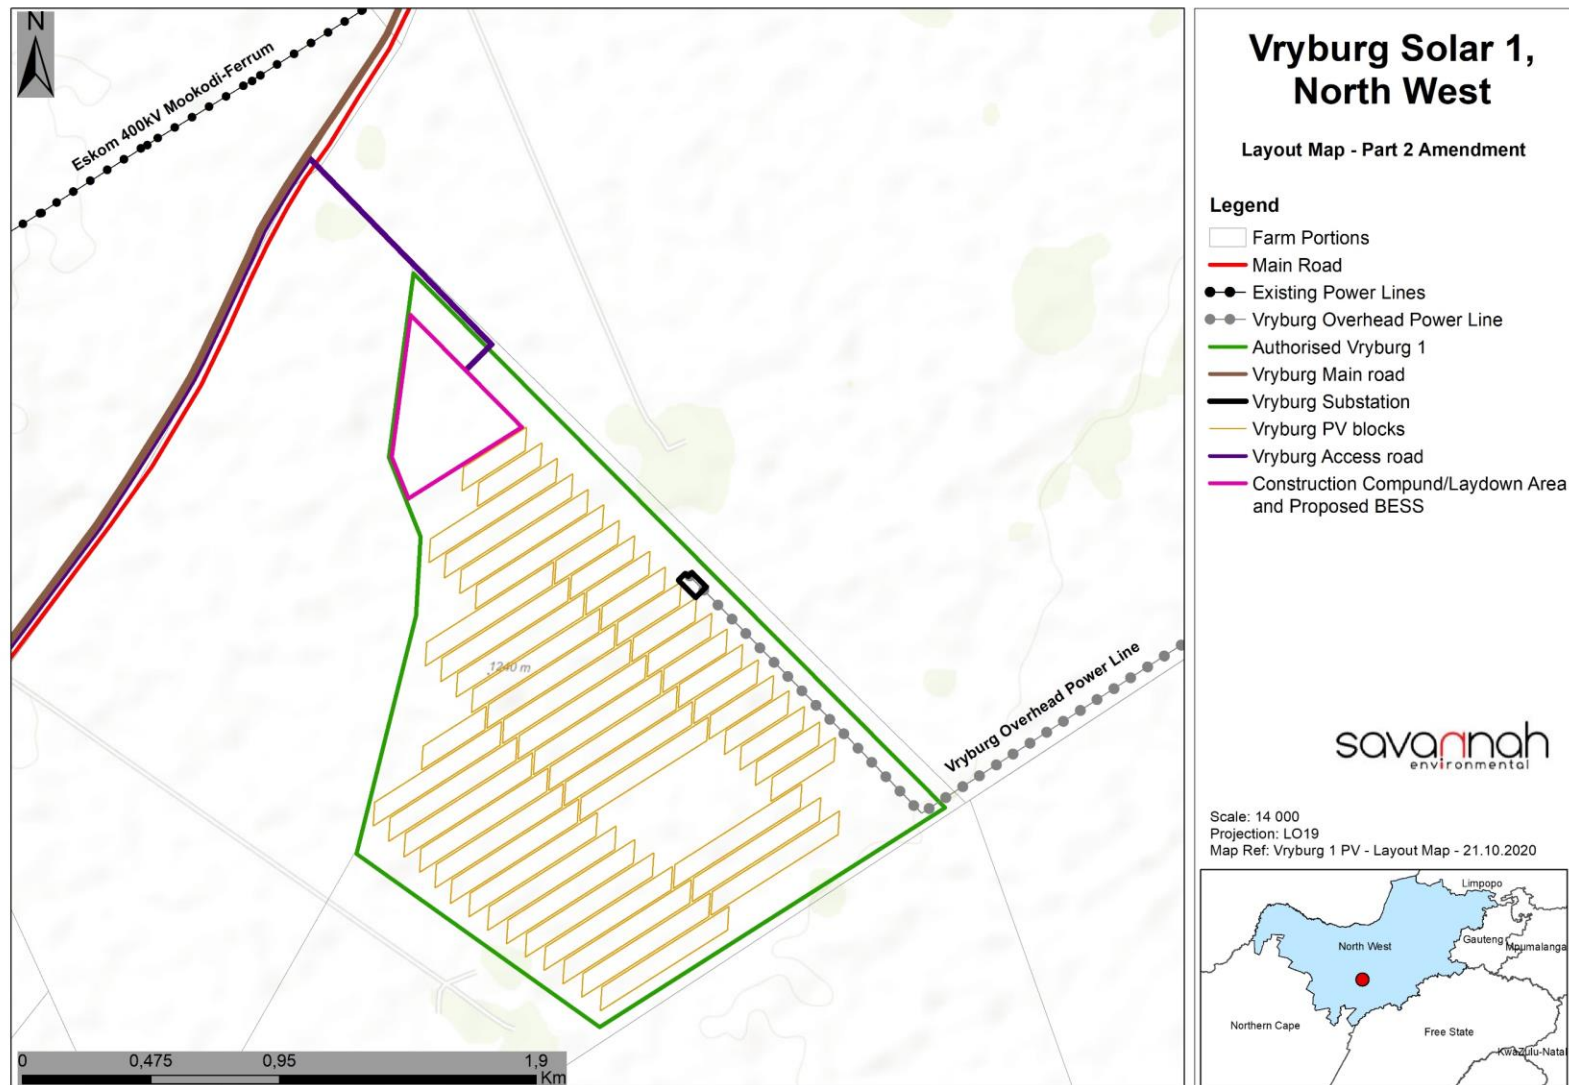 N
Eskom 400kV Mookodi-Ferrum
1240 m
Vryburg Overhead Power Line
0 0,475 0,95 1,9
Km
Vryburg Solar 1,
North West
Layout Map - Part 2 Amendment
Legend
Farm Portions
Main Road
Existing Power Lines
Vryburg Overhead Power Line
Authorised Vryburg 1
Vryburg Main road
Vryburg Substation
Vryburg PV blocks
Vryburg Access road
Construction Compund/Laydown Area
and Proposed BESS
savannah
environmental
Scale: 14 000
Projection: LO19
Map Ref: Vryburg 1 PV - Layout Map - 21.10.2020
Limpopo
North West
Gauteng
Mpumalanga
Northern Cape
Free State
KwaZulu-Natal